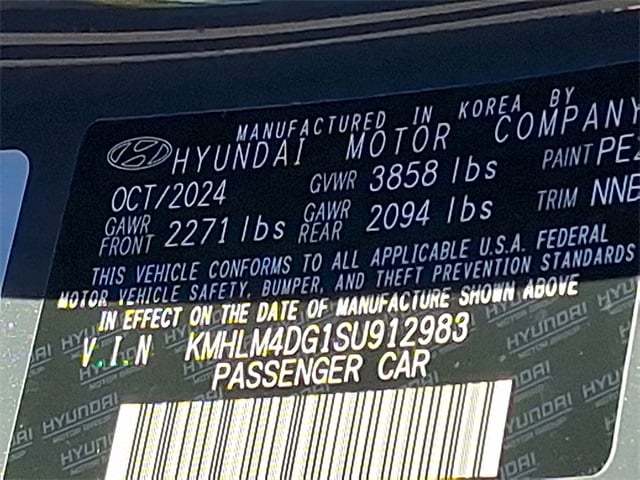 MANUFACTURED IN KOREA BY
HYUNDAI MOTOR COMPANY
OCT/2024 GVWR 3858 lbs PAINT
GAWR FRONT 2271 lbs GAWR REAR 2094 lbs TRIM
THIS VEHICLE CONFORMS TO ALL APPLICABLE U.S.A. FEDERAL
MOTOR VEHICLE SAFETY, BUMPER, AND THEFT PREVENTION STANDARDS
IN EFFECT ON THE DATE OF MANUFACTURE SHOWN ABOVE
V.I.N KMHLM4DG1SU912983
PASSENGER CAR